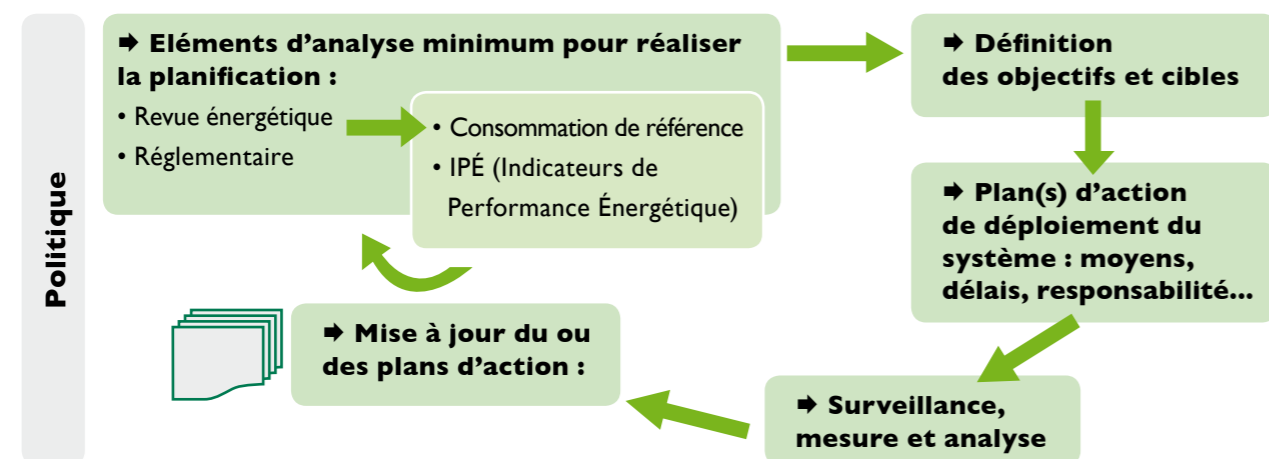 Politique
➡ Eléments d’analyse minimum pour réaliser
la planification :
• Revue énergétique
• Réglementaire
• Consommation de référence
• IPÉ (Indicateurs de
Performance Énergétique)
➡ Définition
des objectifs et cibles
➡ Plan(s) d’action
de déploiement du
système : moyens,
délais, responsabilité...
➡ Surveillance,
mesure et analyse
➡ Mise à jour du ou
des plans d’action :